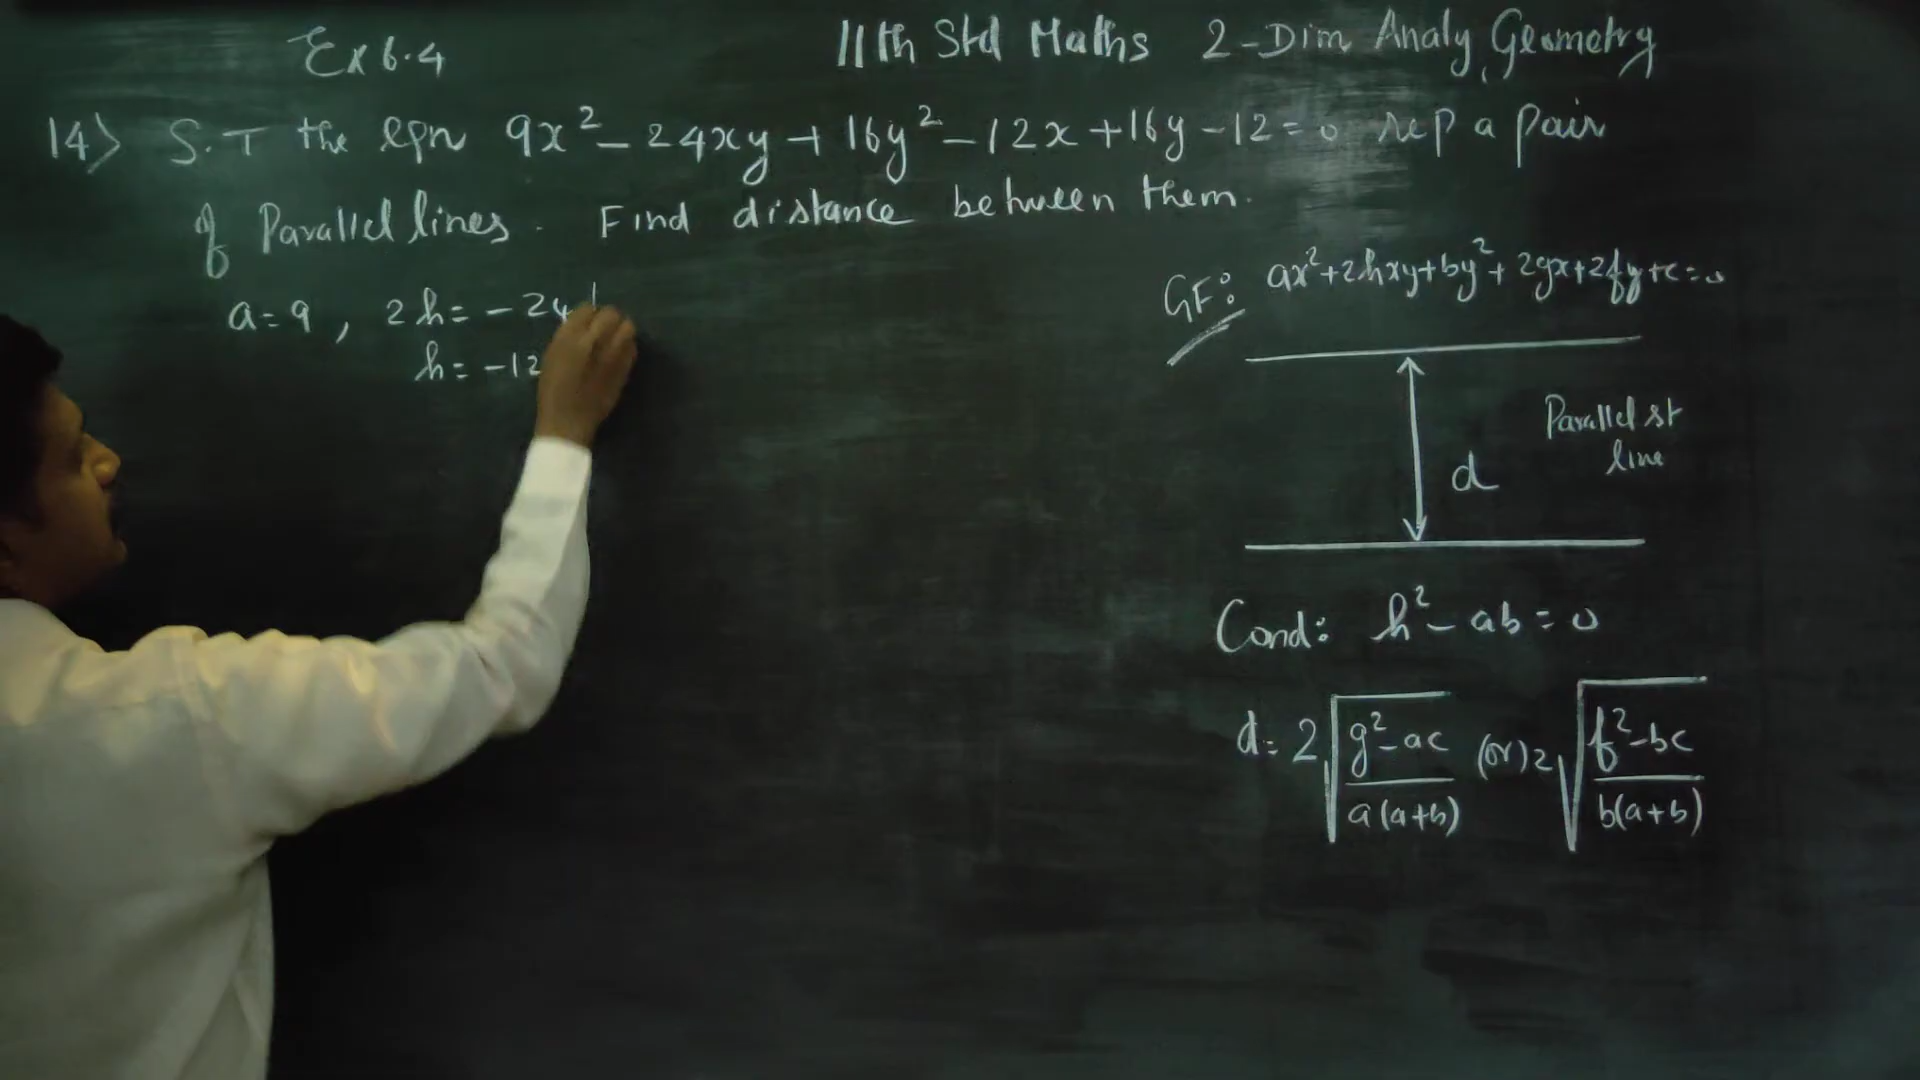 Ex 6.4
11th Std Maths 2-Dim Analy. Geometry
14) S.T the eqn 9x² - 24xy + 16y² - 12x + 16y - 12 = 0 rep a pair
of Parallel lines. Find distance between them.
GF: ax²+2hxy+by²+2gx+2fy+c=0
a = 9, 2h = -24
h = -12
Parallel st
line
d
Cond: h² - ab = 0
d = 2√((g²-ac)/(a(a+b))) (or) 2√((f²-bc)/(b(a+b)))